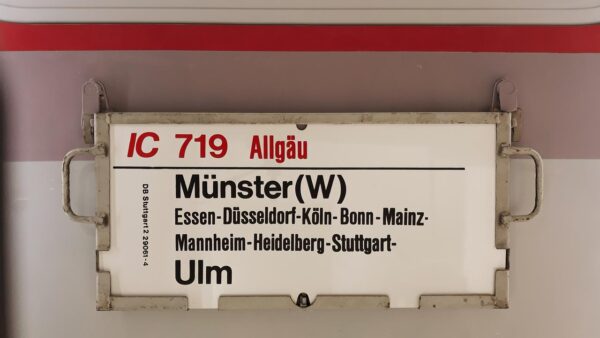 IC 719 Allgäu
Münster(W)
Essen-Düsseldorf-Köln-Bonn-Mainz-
Mannheim-Heidelberg-Stuttgart-
Ulm
DB Stuttgart 2 29061-4